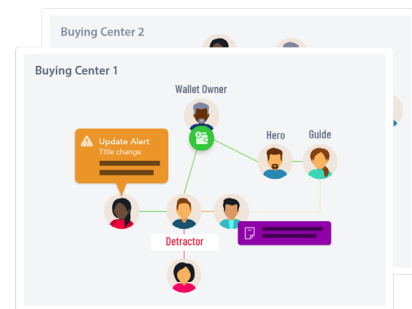 Buying Center 2
Buying Center 1
Wallet Owner
Update Alert
Title change
Hero
Guide
Detractor